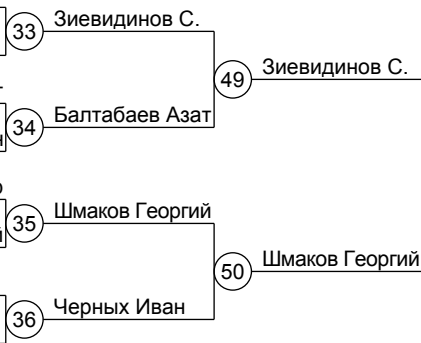 33 Зиевидинов С.
49 Зиевидинов С.
34 Балтабаев Азат
35 Шмаков Георгий
50 Шмаков Георгий
36 Черных Иван